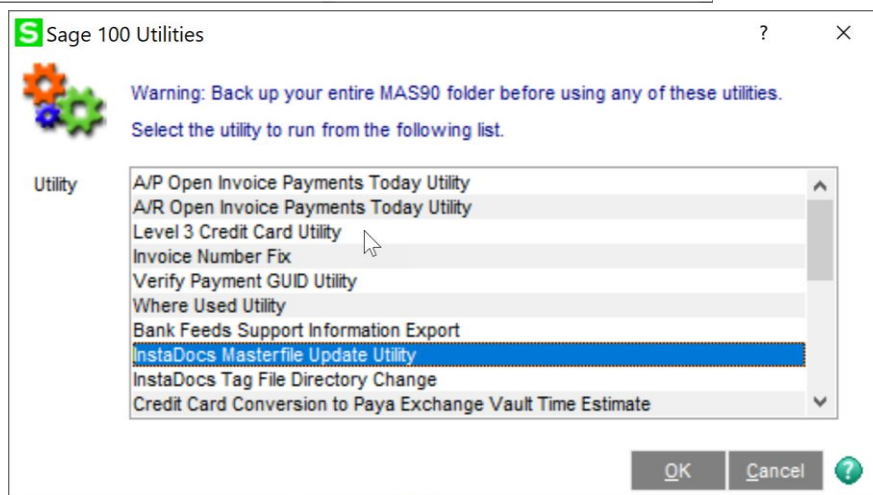 S Sage 100 Utilities ? ×
Warning: Back up your entire MAS90 folder before using any of these utilities.
Select the utility to run from the following list.
Utility
A/P Open Invoice Payments Today Utility
A/R Open Invoice Payments Today Utility
Level 3 Credit Card Utility
Invoice Number Fix
Verify Payment GUID Utility
Where Used Utility
Bank Feeds Support Information Export
InstaDocs Masterfile Update Utility
InstaDocs Tag File Directory Change
Credit Card Conversion to Paya Exchange Vault Time Estimate
OK Cancel ?